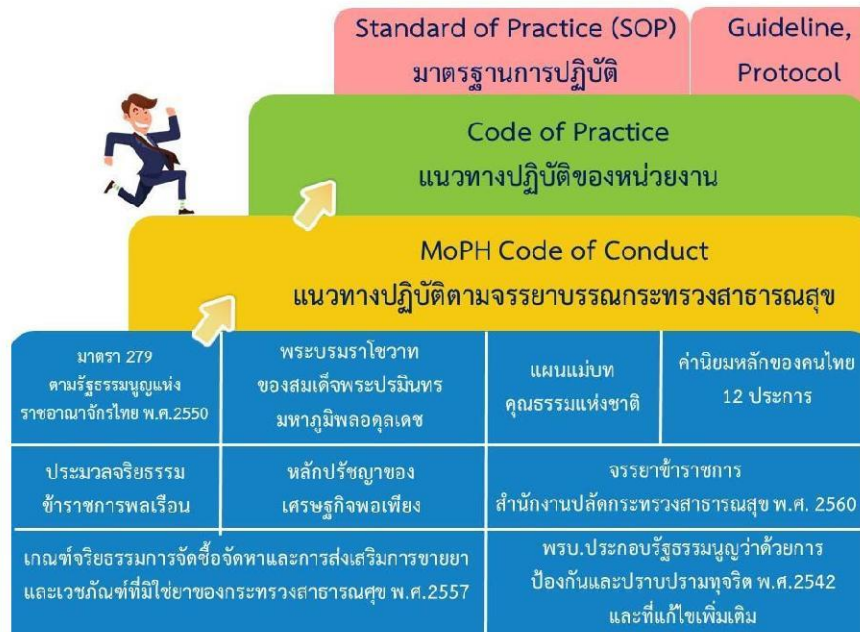 Standard of Practice (SOP)
มาตรฐานการปฏิบัติ
Guideline,
Protocol
Code of Practice
แนวทางปฏิบัติของหน่วยงาน
MoPH Code of Conduct
แนวทางปฏิบัติตามจรรยาบรรณกระทรวงสาธารณสุข
มาตรา 279
ตามรัฐธรรมนูญแห่ง
ราชอาณาจักรไทย พ.ศ.2550
พระบรมราโชวาท
ของสมเด็จพระปรมินทร
มหาภูมิพลอดุลเดช
แผนแม่บท
คุณธรรมแห่งชาติ
ค่านิยมหลักของคนไทย
12 ประการ
ประมวลจริยธรรม
ข้าราชการพลเรือน
หลักปรัชญาของ
เศรษฐกิจพอเพียง
จรรยาข้าราชการ
สำนักงานปลัดกระทรวงสาธารณสุข พ.ศ. 2560
เกณฑ์จริยธรรมการจัดซื้อจัดหาและการส่งเสริมการขายยา
และเวชภัณฑ์ที่มิใช่ยาของกระทรวงสาธารณศุข พ.ศ.2557
พรบ.ประกอบรัฐธรรมนูญว่าด้วยการ
ป้องกันและปราบปรามทุจริต พ.ศ.2542
และที่แก้ไขเพิ่มเติม